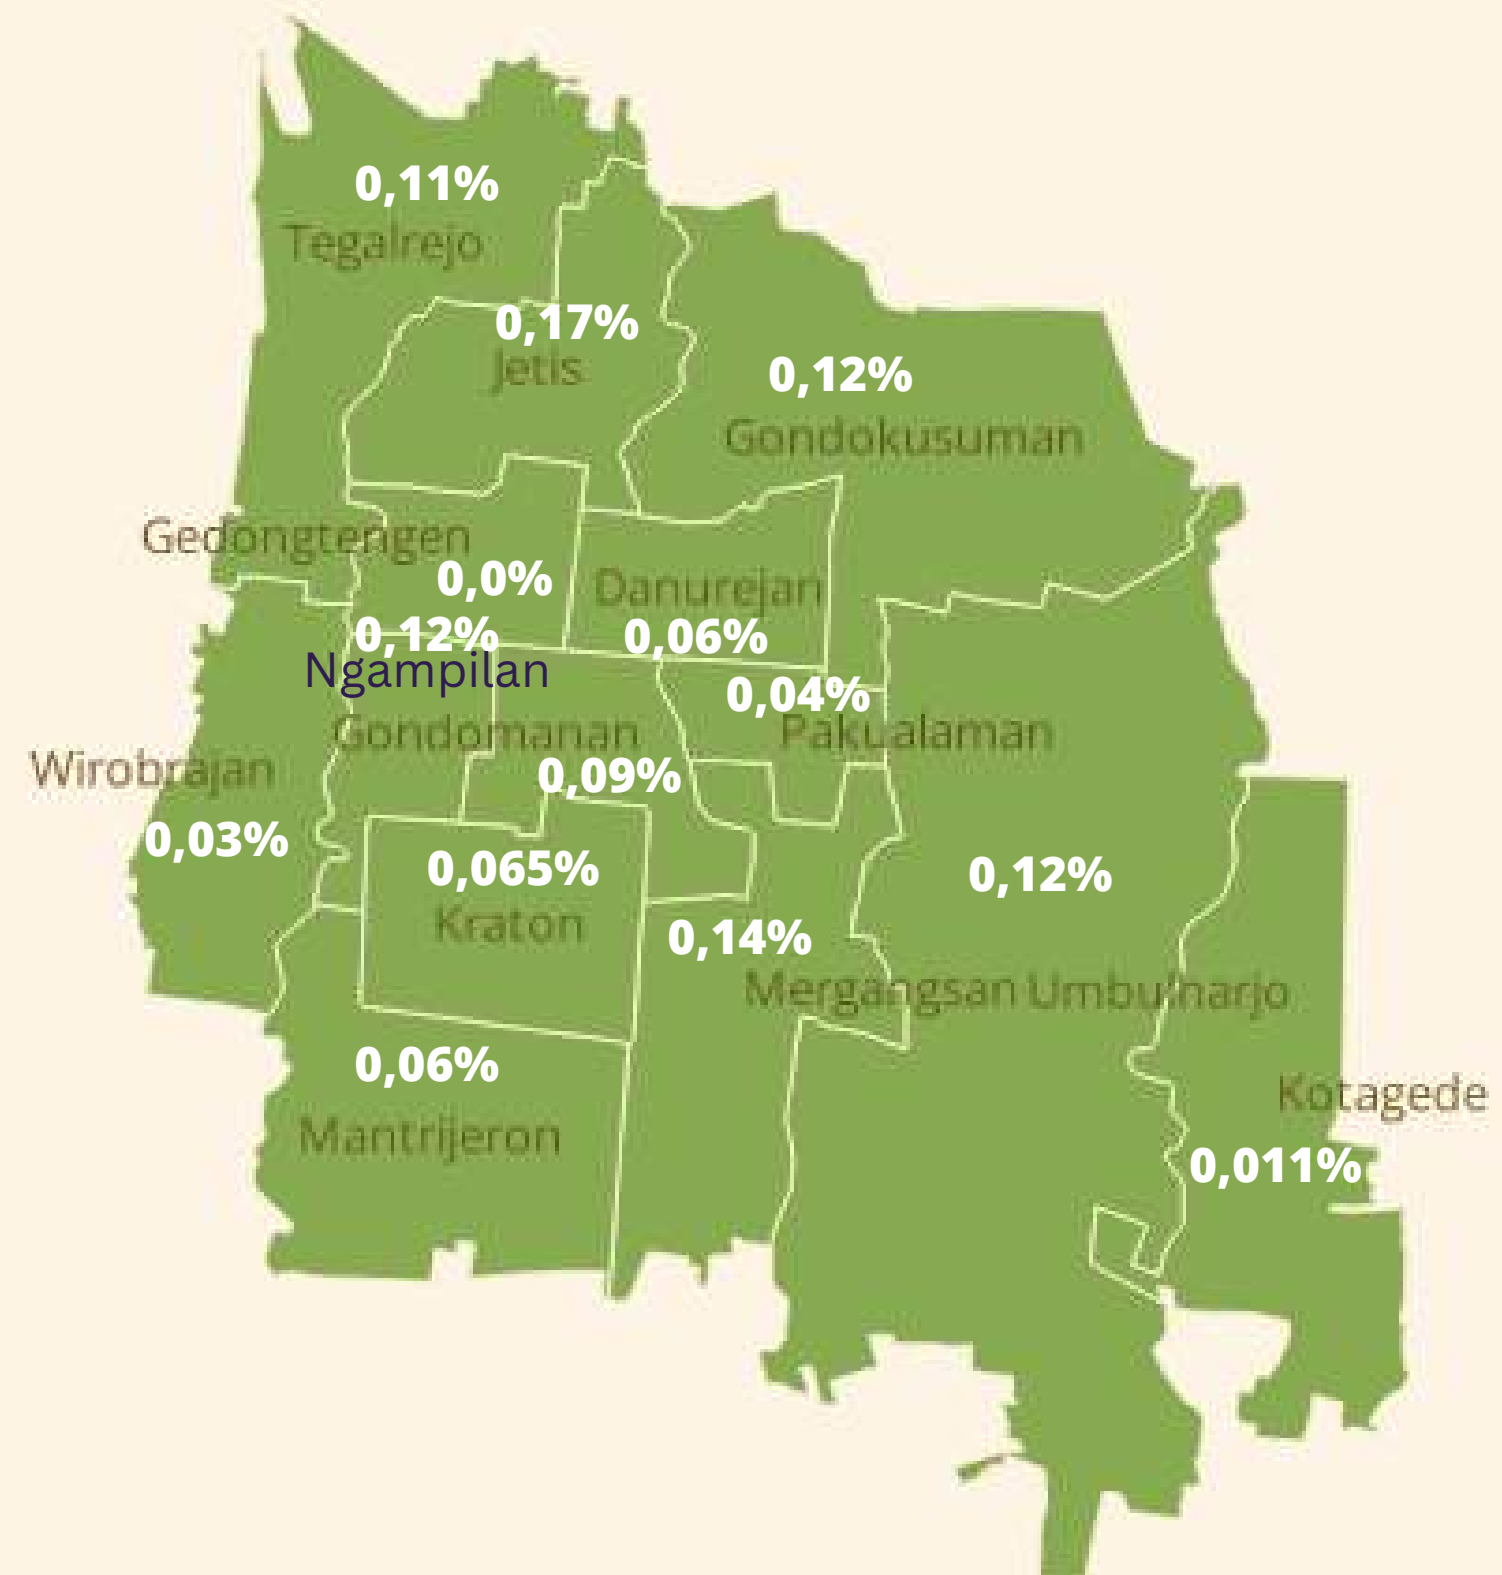 0,11%
Tegalrejo
0,17%
Jetis
0,12%
Gondokusuman
Gedongtengen
0,0%
Danurejan
0,12%
0,06%
Ngampilan
0,04%
Gondomanan
Pakualaman
Wirobrajan
0,09%
0,03%
0,065%
0,12%
Kraton
0,14%
Mergangsan
Umbulharjo
0,06%
Kotagede
Mantrijeron
0,011%